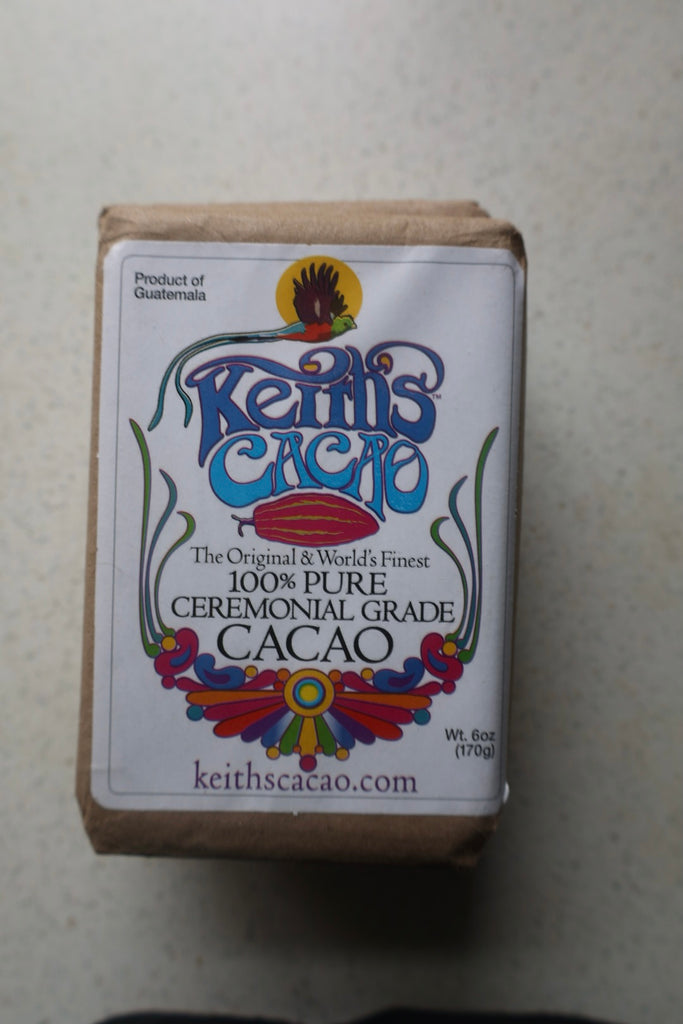 Product of
Guatemala
Keith's™
CACAO
The Original & World's Finest
100% PURE
CEREMONIAL GRADE
CACAO
Wt. 6oz
(170g)
keithscacao.com